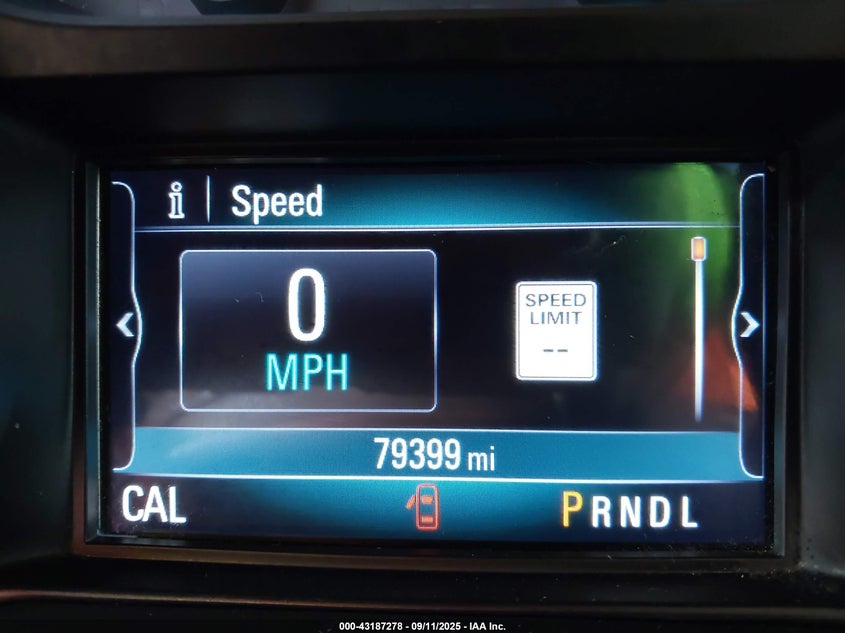 i Speed
0
MPH
SPEED
LIMIT
--
79399 mi
CAL
PRNDL
000-43187278 - 09/11/2025 - IAA Inc.